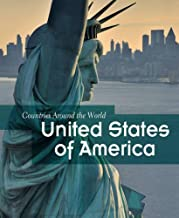 Countries Around the World
United States
of America